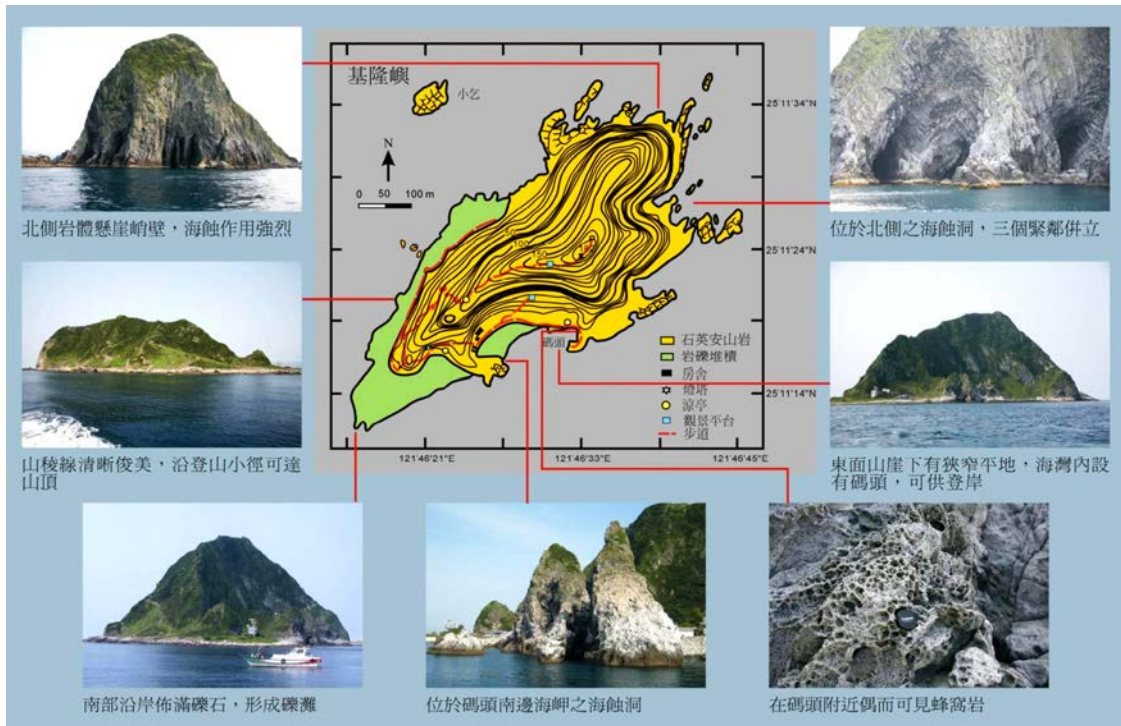 基隆嶼
小乞
N
0 50 100 m
25°11'34"N
25°11'24"N
25°11'14"N
50
100
150
碼頭
石英安山岩
岩礫堆積
房舍
燈塔
涼亭
觀景平台
步道
121°46'21"E
121°46'33"E
121°46'45"E
北側岩體懸崖峭壁，海蝕作用強烈
位於北側之海蝕洞，三個緊鄰併立
山稜線清晰俊美，沿登山小徑可達
山頂
東面山崖下有狹窄平地，海灣內設
有碼頭，可供登岸
南部沿岸佈滿礫石，形成礫灘
位於碼頭南邊海岬之海蝕洞
在碼頭附近偶而可見蜂窩岩